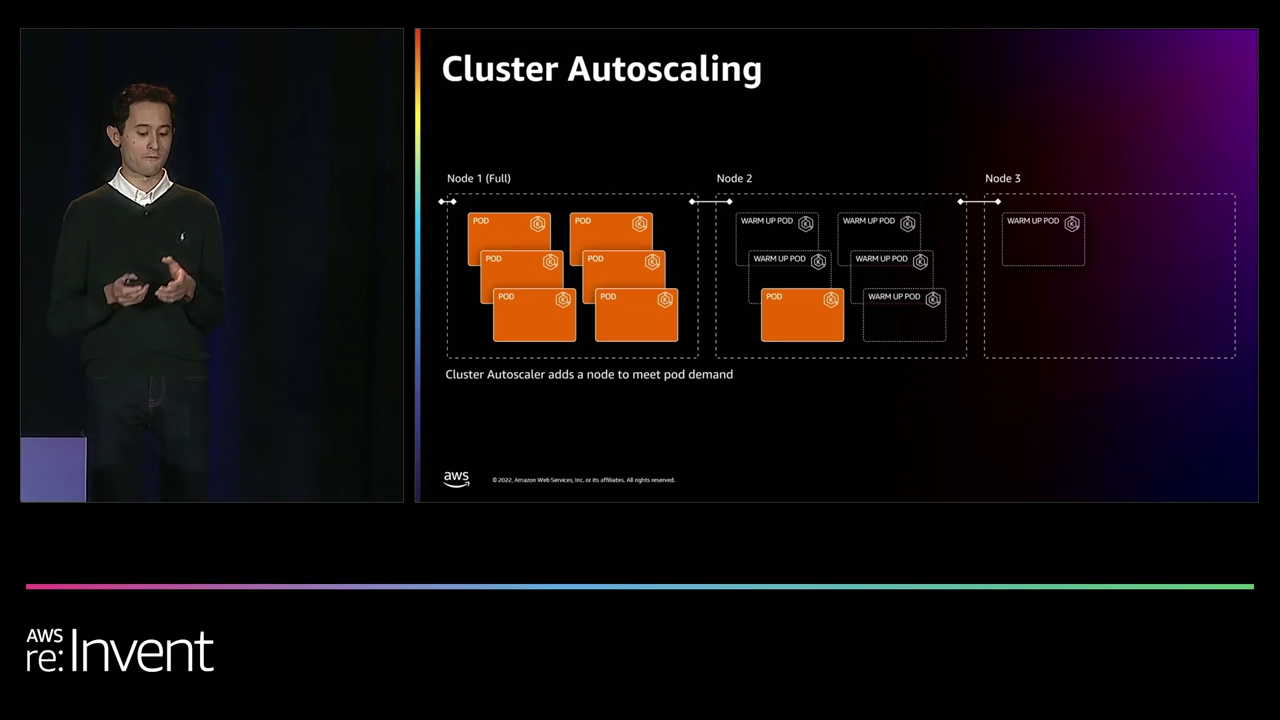 Cluster Autoscaling
Node 1 (Full)
Node 2
Node 3
POD
POD
POD
POD
POD
POD
WARM UP POD
WARM UP POD
WARM UP POD
WARM UP POD
POD
WARM UP POD
WARM UP POD
Cluster Autoscaler adds a node to meet pod demand
aws
© 2022, Amazon Web Services, Inc. or its affiliates. All rights reserved.
AWS
re:Invent